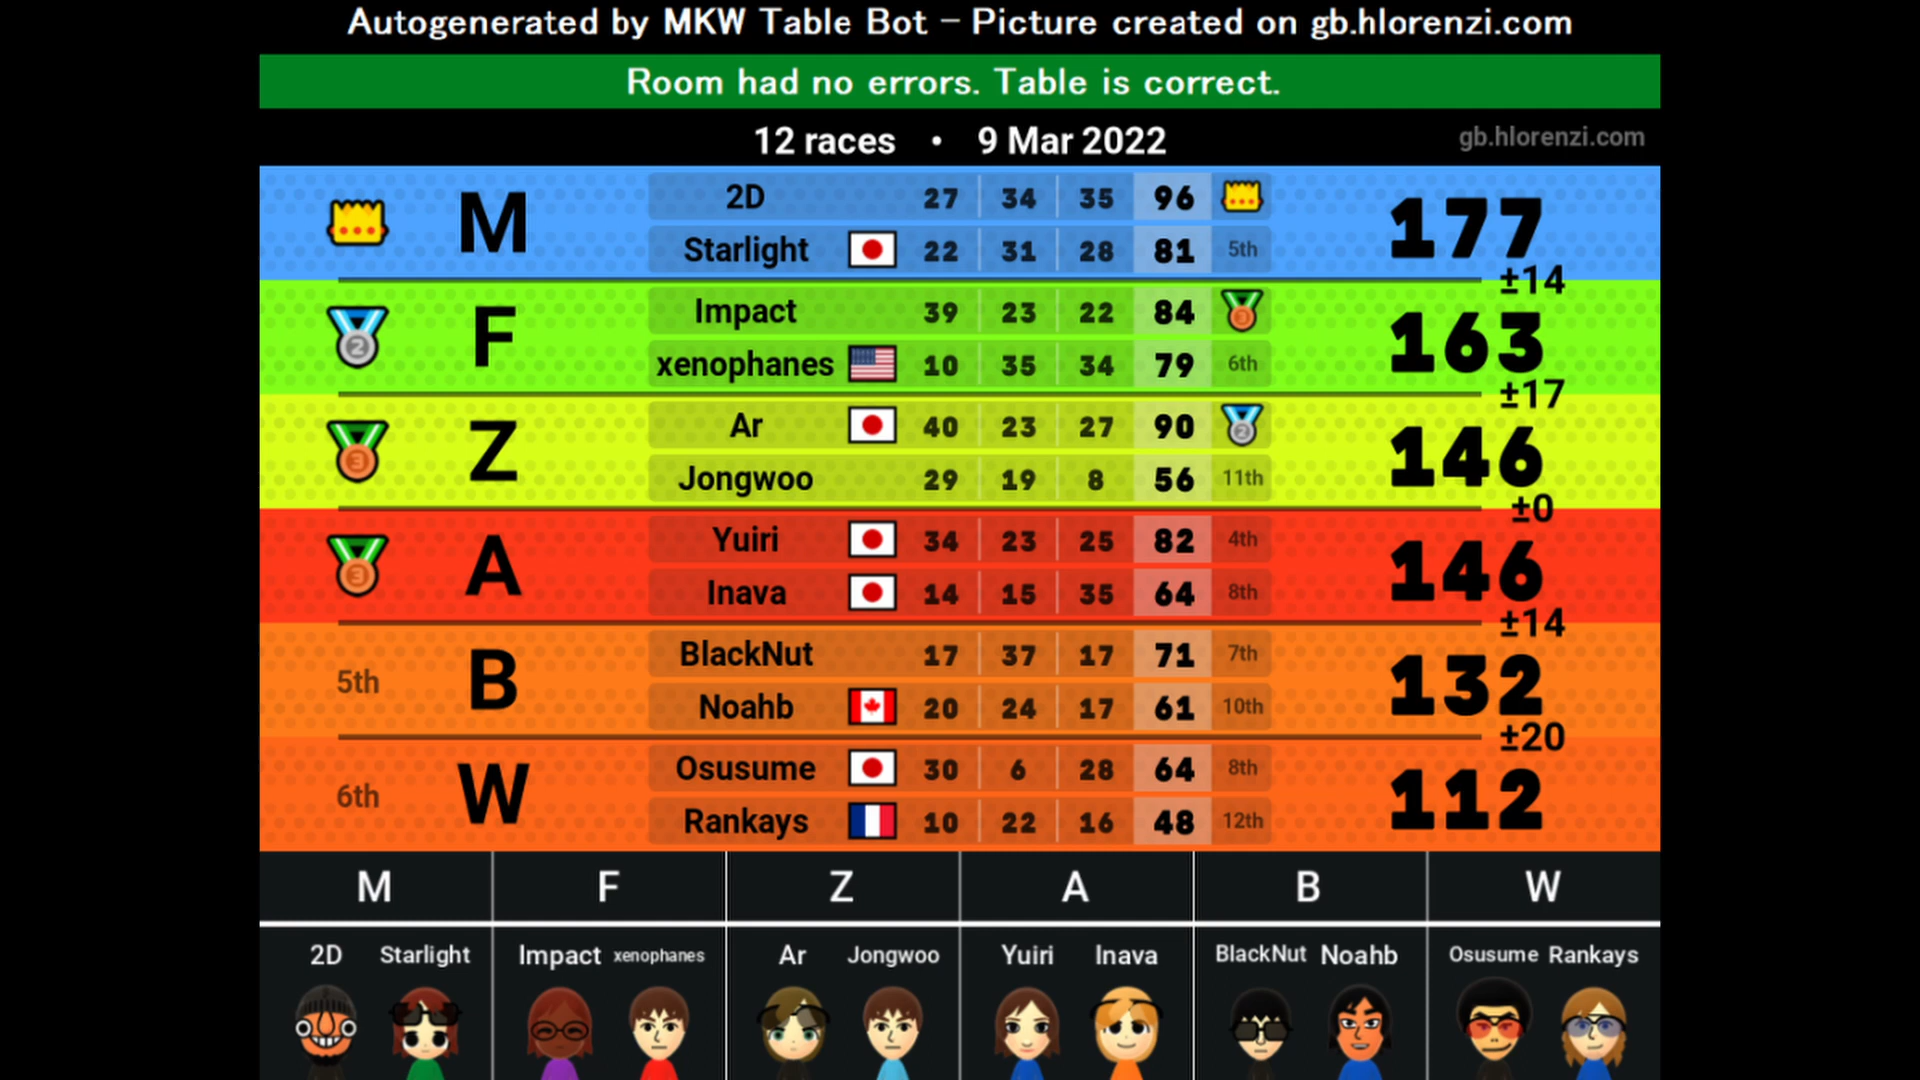 Autogenerated by MKW Table Bot – Picture created on gb.hlorenzi.com
Room had no errors. Table is correct.
12 races • 9 Mar 2022 gb.hlorenzi.com
M 2D 27 34 35 96 177
Starlight 22 31 28 81 5th
±14
2 F Impact 39 23 22 84 3 163
xenophanes 10 35 34 79 6th
±17
3 Z Ar 40 23 27 90 2 146
Jongwoo 29 19 8 56 11th
±0
3 A Yuiri 34 23 25 82 4th 146
Inava 14 15 35 64 8th
±14
5th B BlackNut 17 37 17 71 7th 132
Noahb 20 24 17 61 10th
±20
6th W Osusume 30 6 28 64 8th 112
Rankays 10 22 16 48 12th
M F Z A B W
2D Starlight Impact xenophanes Ar Jongwoo Yuiri Inava BlackNut Noahb Osusume Rankays